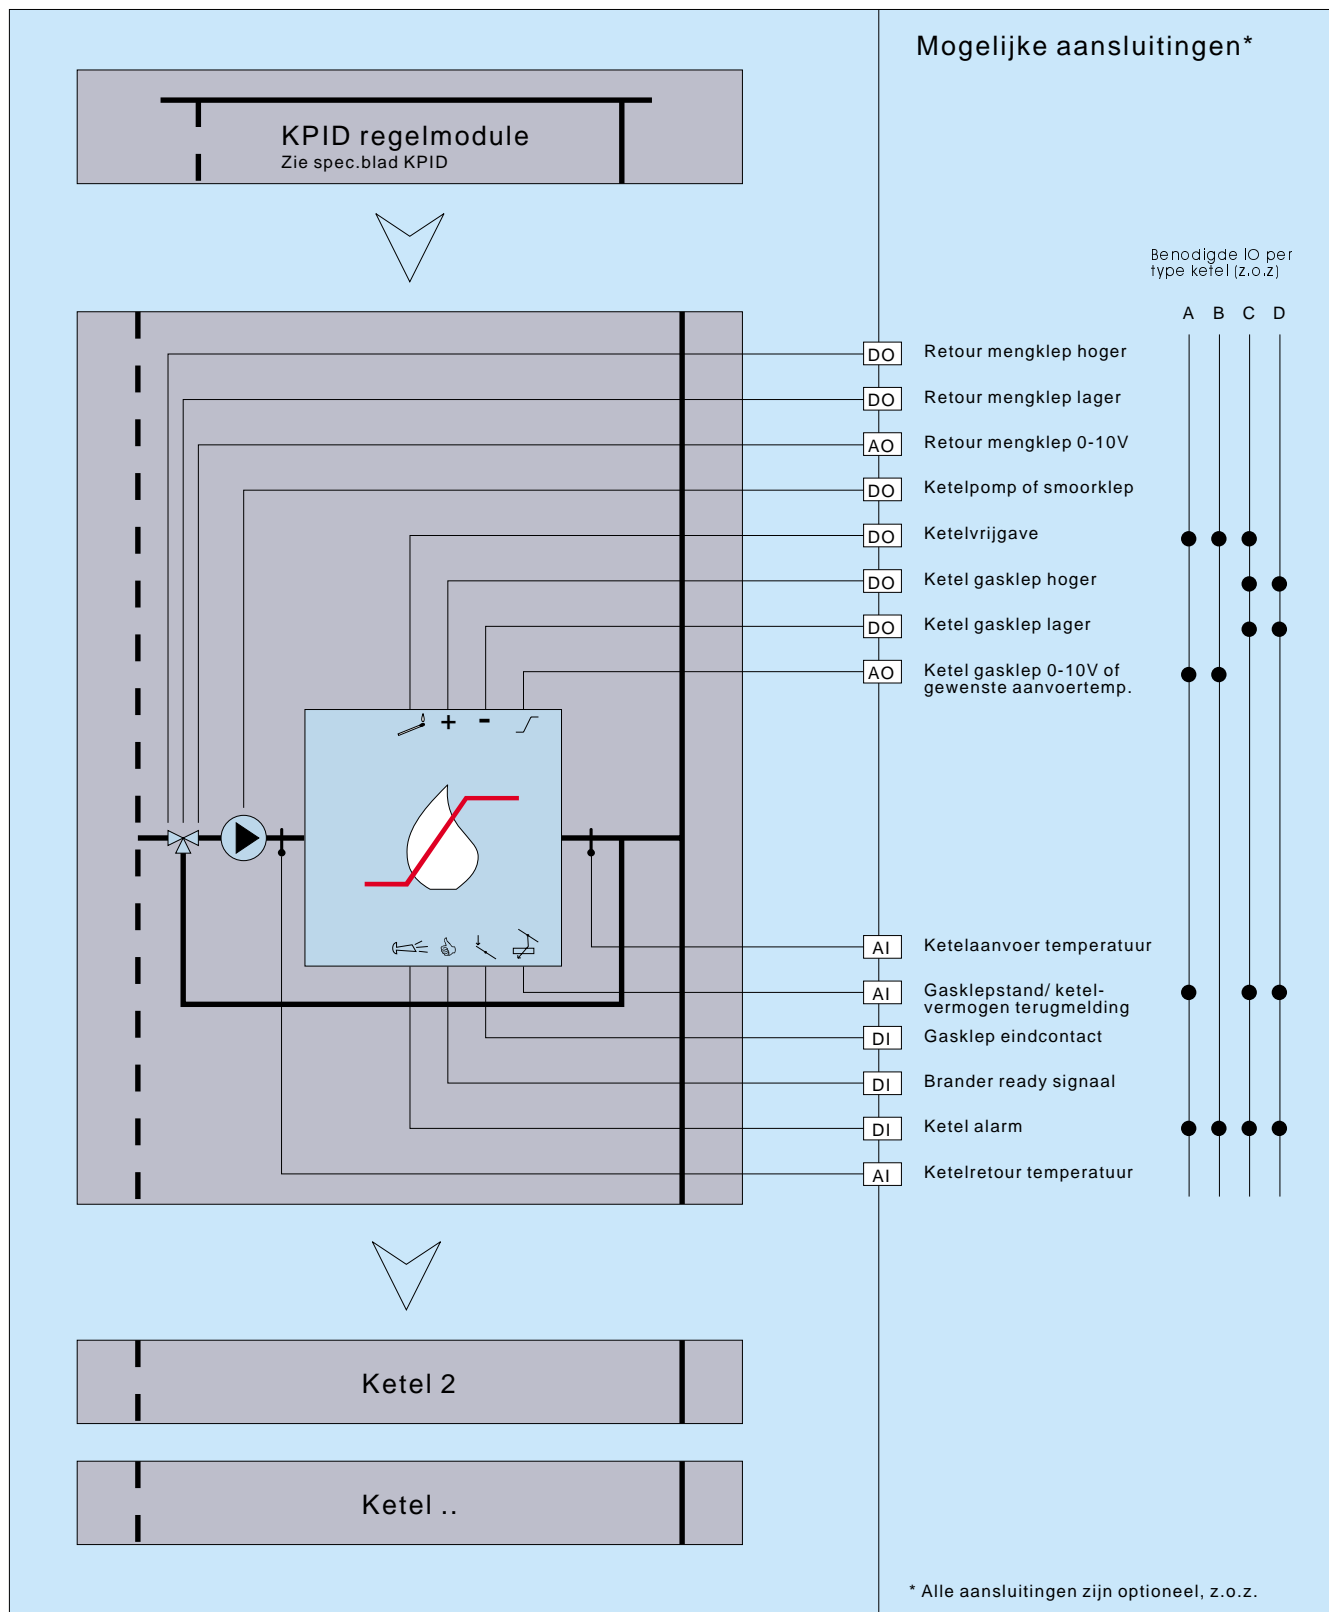 Mogelijke aansluitingen*
KPID regelmodule
Zie spec.blad KPID
Benodigde IO per
type ketel (z.o.z)
A B C D
DO Retour mengklep hoger
DO Retour mengklep lager
AO Retour mengklep 0-10V
DO Ketelpomp of smoorklep
DO Ketelvrijgave
DO Ketel gasklep hoger
DO Ketel gasklep lager
AO Ketel gasklep 0-10V of
gewenste aanvoertemp.
+ -
AI Ketelaanvoer temperatuur
AI Gasklepstand/ ketel-
vermogen terugmelding
DI Gasklep eindcontact
DI Brander ready signaal
DI Ketel alarm
AI Ketelretour temperatuur
Ketel 2
Ketel ..
* Alle aansluitingen zijn optioneel, z.o.z.